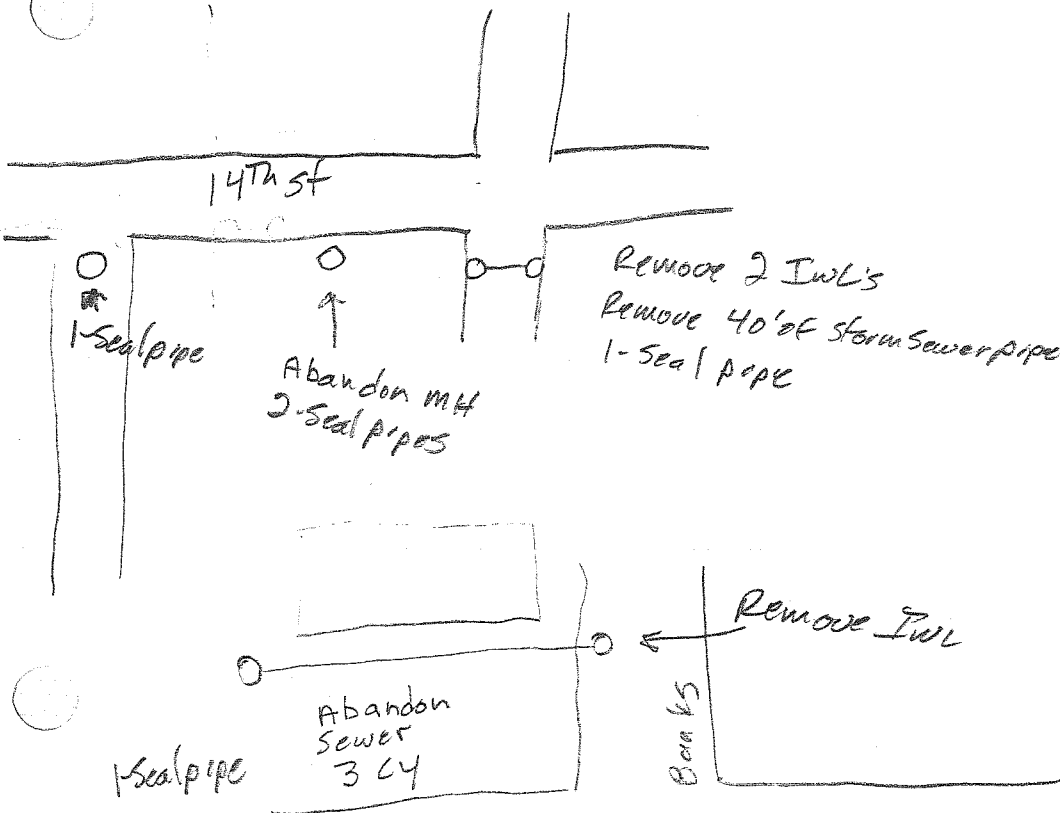 14Th St
Remove 2 Iwl's
Remove 40' of Storm Sewer pipe
1-Seal pipe
1-Seal pipe
Abandon MH
2-Seal pipes
Remove Iwl
Abandon
Sewer
3 CY
1-Seal pipe
Banks